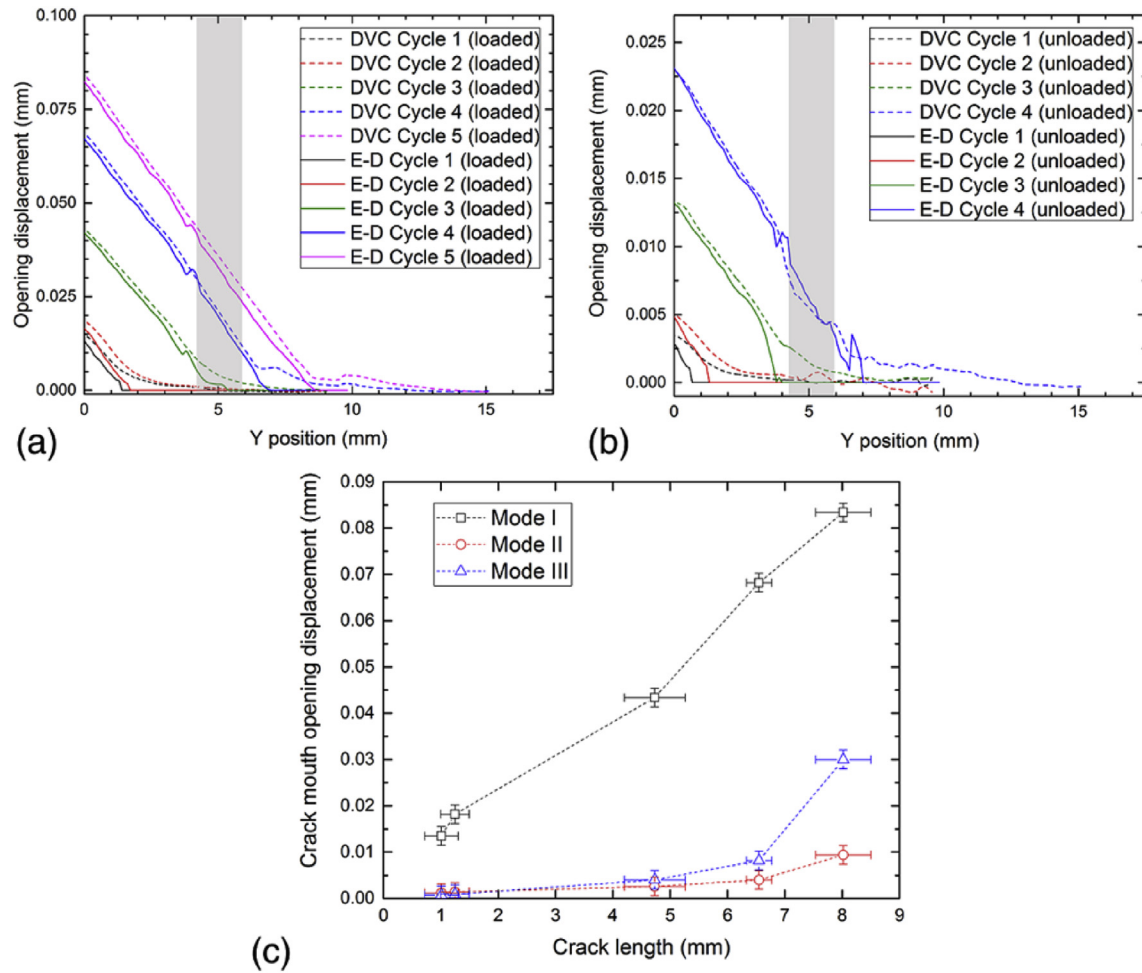 0.100
0.075
0.050
0.025
0.000
Opening displacement (mm)
DVC Cycle 1 (loaded)
DVC Cycle 2 (loaded)
DVC Cycle 3 (loaded)
DVC Cycle 4 (loaded)
DVC Cycle 5 (loaded)
E-D Cycle 1 (loaded)
E-D Cycle 2 (loaded)
E-D Cycle 3 (loaded)
E-D Cycle 4 (loaded)
E-D Cycle 5 (loaded)
0 5 10 15
Y position (mm)
(a)
0.025
0.020
0.015
0.010
0.005
0.000
Opening displacement (mm)
DVC Cycle 1 (unloaded)
DVC Cycle 2 (unloaded)
DVC Cycle 3 (unloaded)
DVC Cycle 4 (unloaded)
E-D Cycle 1 (unloaded)
E-D Cycle 2 (unloaded)
E-D Cycle 3 (unloaded)
E-D Cycle 4 (unloaded)
0 5 10 15
Y position (mm)
(b)
0.09
0.08
0.07
0.06
0.05
0.04
0.03
0.02
0.01
0.00
Crack mouth opening displacement (mm)
Mode I
Mode II
Mode III
0 1 2 3 4 5 6 7 8 9
Crack length (mm)
(c)